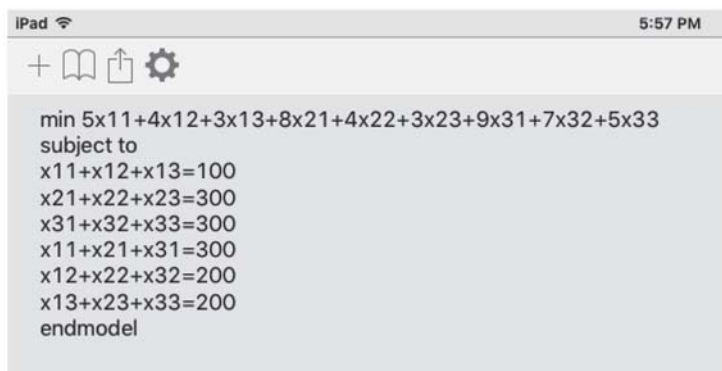 iPad 5:57 PM
min 5x11+4x12+3x13+8x21+4x22+3x23+9x31+7x32+5x33
subject to
x11+x12+x13=100
x21+x22+x23=300
x31+x32+x33=300
x11+x21+x31=300
x12+x22+x32=200
x13+x23+x33=200
endmodel